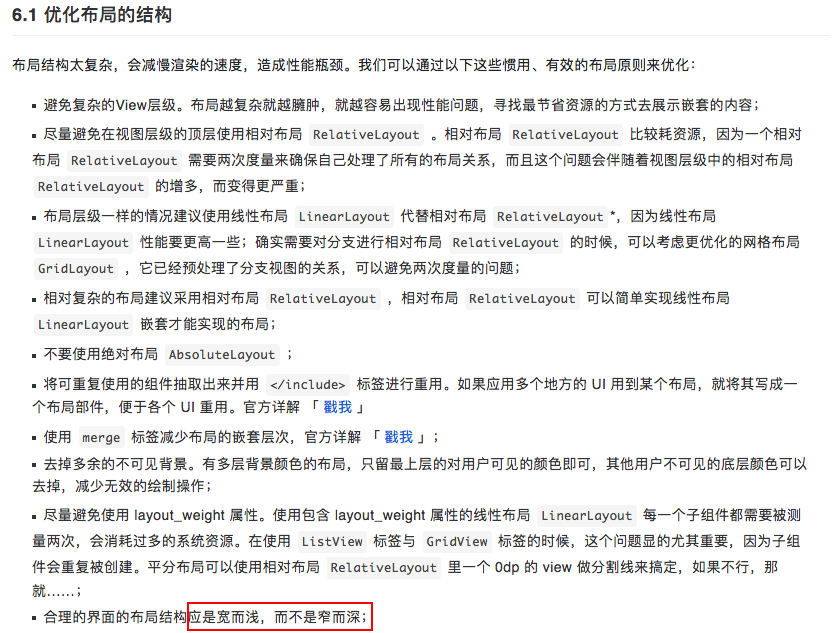 6.1 优化布局的结构
布局结构太复杂，会减慢渲染的速度，造成性能瓶颈。我们可以通过以下这些惯用、有效的布局原则来优化：
▪ 避免复杂的View层级。布局越复杂就越臃肿，就越容易出现性能问题，寻找最节省资源的方式去展示嵌套的内容；
▪ 尽量避免在视图层级的顶层使用相对布局 RelativeLayout 。相对布局 RelativeLayout 比较耗资源，因为一个相对
布局 RelativeLayout 需要两次度量来确保自己处理了所有的布局关系，而且这个问题会伴随着视图层级中的相对布局
RelativeLayout 的增多，而变得更严重；
▪ 布局层级一样的情况建议使用线性布局 LinearLayout 代替相对布局 RelativeLayout *，因为线性布局
LinearLayout 性能要更高一些；确实需要对分支进行相对布局 RelativeLayout 的时候，可以考虑更优化的网格布局
GridLayout ，它已经预处理了分支视图的关系，可以避免两次度量的问题；
▪ 相对复杂的布局建议采用相对布局 RelativeLayout ，相对布局 RelativeLayout 可以简单实现线性布局
LinearLayout 嵌套才能实现的布局；
▪ 不要使用绝对布局 AbsoluteLayout ；
▪ 将可重复使用的组件抽取出来并用 </include> 标签进行重用。如果应用多个地方的 UI 用到某个布局，就将其写成一
个布局部件，便于各个 UI 重用。官方详解 「 戳我 」
▪ 使用 merge 标签减少布局的嵌套层次，官方详解 「 戳我 」；
▪ 去掉多余的不可见背景。有多层背景颜色的布局，只留最上层的对用户可见的颜色即可，其他用户不可见的底层颜色可以
去掉，减少无效的绘制操作；
▪ 尽量避免使用 layout_weight 属性。使用包含 layout_weight 属性的线性布局 LinearLayout 每一个子组件都需要被测
量两次，会消耗过多的系统资源。在使用 ListView 标签与 GridView 标签的时候，这个问题显的尤其重要，因为子组
件会重复被创建。平分布局可以使用相对布局 RelativeLayout 里一个 0dp 的 view 做分割线来搞定，如果不行，那
就……；
▪ 合理的界面的布局结构应是宽而浅，而不是窄而深；